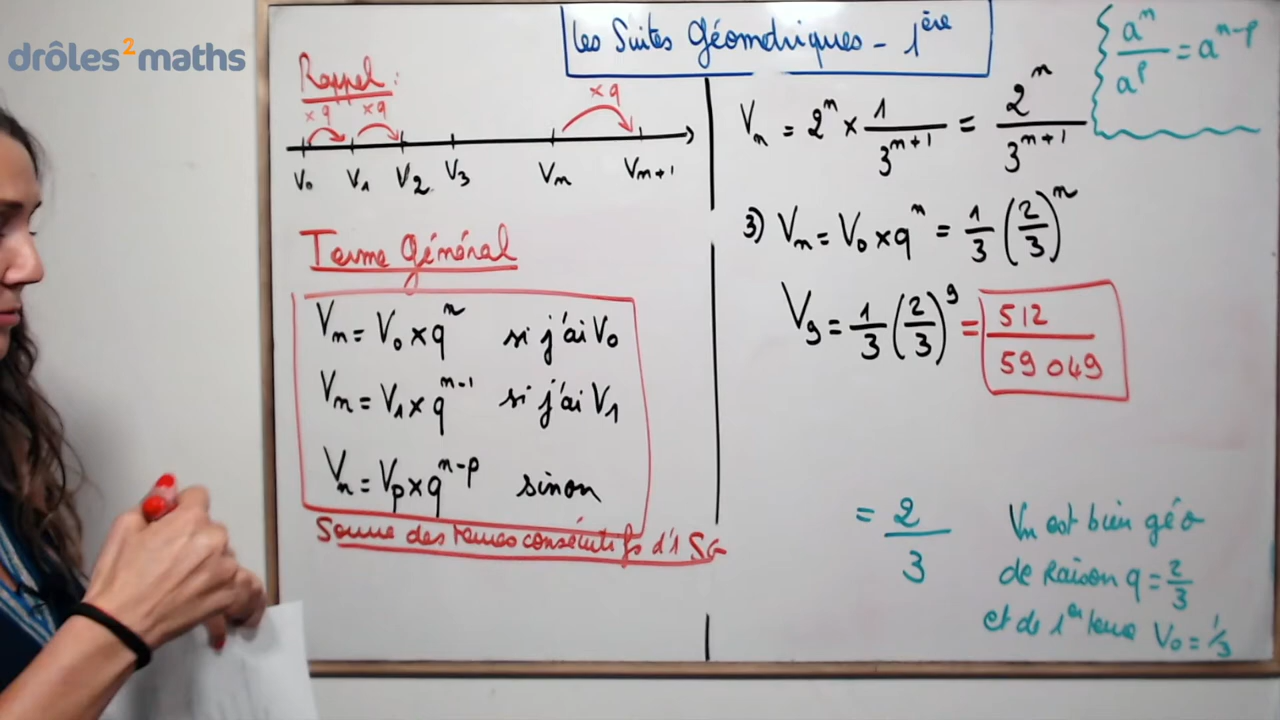 drôles2maths
Les Suites Géométriques - 1ère
Rappel :
×q ×q ×q
V₀ V₁ V₂ V₃ Vₙ Vₙ₊₁
Terme Général
Vₙ = V₀ × qⁿ si j'ai V₀
Vₙ = V₁ × qⁿ⁻¹ si j'ai V₁
Vₙ = Vₚ × qⁿ⁻ᵖ sinon
Somme des termes consécutifs d'1 SG
aⁿ/aᵖ = aⁿ⁻ᵖ
Vₙ = 2ⁿ × 1/3ⁿ⁺¹ = 2ⁿ/3ⁿ⁺¹
3) Vₙ = V₀ × qⁿ = 1/3 (2/3)ⁿ
V₉ = 1/3 (2/3)⁹ = 512/59 049
= 2/3
Vₙ est bien géo
de raison q = 2/3
et de 1er terme V₀ = 1/3